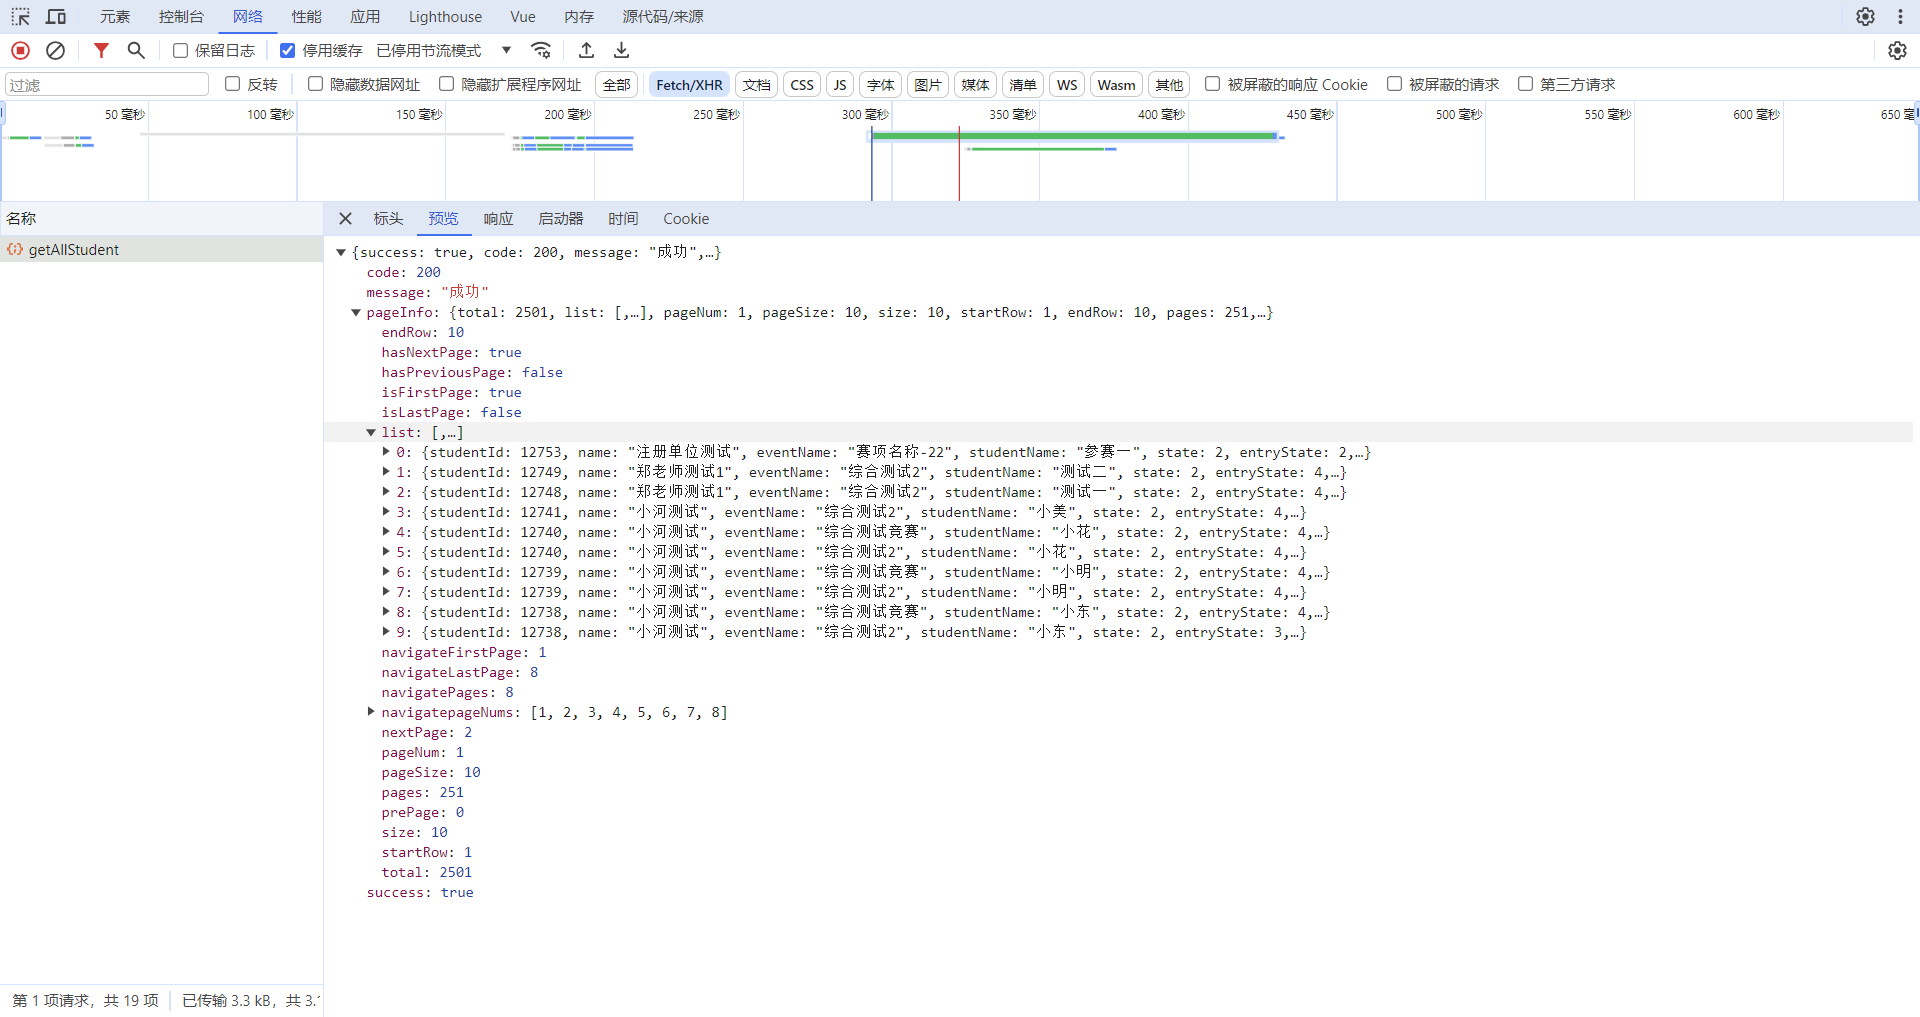 元素 控制台 网络 性能 应用 Lighthouse Vue 内存 源代码/来源
保留日志 停用缓存 已停用节流模式
过滤 反转 隐藏数据网址 隐藏扩展程序网址 全部 Fetch/XHR 文档 CSS JS 字体 图片 媒体 清单 WS Wasm 其他 被屏蔽的响应 Cookie 被屏蔽的请求 第三方请求
50 毫秒 100 毫秒 150 毫秒 200 毫秒 250 毫秒 300 毫秒 350 毫秒 400 毫秒 450 毫秒 500 毫秒 550 毫秒 600 毫秒 650 毫
名称 标头 预览 响应 启动器 时间 Cookie
getAllStudent
{success: true, code: 200, message: "成功",…}
code: 200
message: "成功"
pageInfo: {total: 2501, list: [,…], pageNum: 1, pageSize: 10, size: 10, startRow: 1, endRow: 10, pages: 251,…}
endRow: 10
hasNextPage: true
hasPreviousPage: false
isFirstPage: true
isLastPage: false
list: [,…]
0: {studentId: 12753, name: "注册单位测试", eventName: "赛项名称-22", studentName: "参赛一", state: 2, entryState: 2,…}
1: {studentId: 12749, name: "郑老师测试1", eventName: "综合测试2", studentName: "测试二", state: 2, entryState: 4,…}
2: {studentId: 12748, name: "郑老师测试1", eventName: "综合测试2", studentName: "测试一", state: 2, entryState: 4,…}
3: {studentId: 12741, name: "小河测试", eventName: "综合测试2", studentName: "小美", state: 2, entryState: 4,…}
4: {studentId: 12740, name: "小河测试", eventName: "综合测试竞赛", studentName: "小花", state: 2, entryState: 4,…}
5: {studentId: 12740, name: "小河测试", eventName: "综合测试2", studentName: "小花", state: 2, entryState: 4,…}
6: {studentId: 12739, name: "小河测试", eventName: "综合测试竞赛", studentName: "小明", state: 2, entryState: 4,…}
7: {studentId: 12739, name: "小河测试", eventName: "综合测试2", studentName: "小明", state: 2, entryState: 4,…}
8: {studentId: 12738, name: "小河测试", eventName: "综合测试竞赛", studentName: "小东", state: 2, entryState: 4,…}
9: {studentId: 12738, name: "小河测试", eventName: "综合测试2", studentName: "小东", state: 2, entryState: 3,…}
navigateFirstPage: 1
navigateLastPage: 8
navigatePages: 8
navigatepageNums: [1, 2, 3, 4, 5, 6, 7, 8]
nextPage: 2
pageNum: 1
pageSize: 10
pages: 251
prePage: 0
size: 10
startRow: 1
total: 2501
success: true
第 1 项请求，共 19 项 已传输 3.3 kB，共 3.